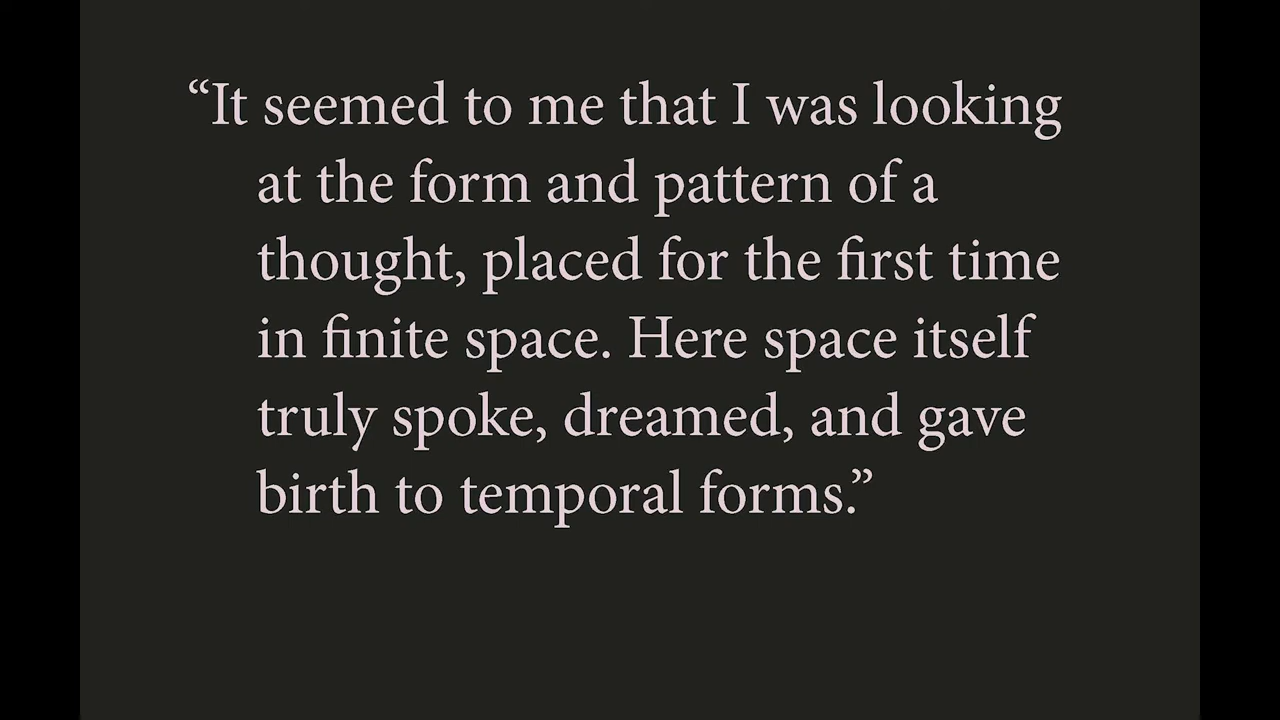 “It seemed to me that I was looking
at the form and pattern of a
thought, placed for the first time
in finite space. Here space itself
truly spoke, dreamed, and gave
birth to temporal forms.”